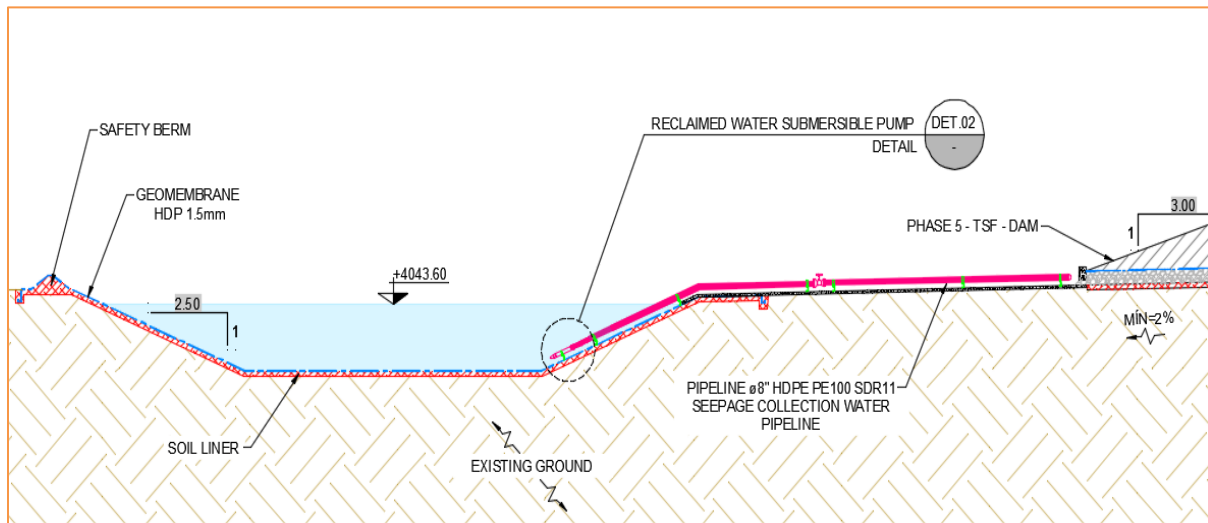 RECLAIMED WATER SUBMERSIBLE PUMP
DET.02
DETAIL
-
SAFETY BERM
GEOMEMBRANE
HDP 1.5mm
3.00
1
PHASE 5 - TSF - DAM
+4043.60
2.50
1
MÍN=2%
PIPELINE ø8" HDPE PE100 SDR11
SEEPAGE COLLECTION WATER
PIPELINE
SOIL LINER
EXISTING GROUND